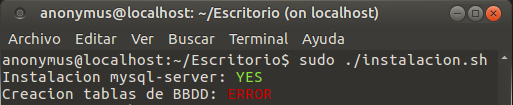 anonymus@localhost: ~/Escritorio (on localhost)
Archivo Editar Ver Buscar Terminal Ayuda
anonymus@localhost:~/Escritorio$ sudo ./instalacion.sh
Instalacion mysql-server: YES
Creacion tablas de BBDD: ERROR